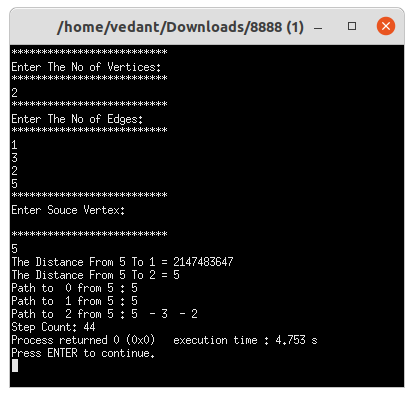 /home/vedant/Downloads/8888 (1)
**************************
Enter The No of Vertices:
**************************
2
**************************
Enter The No of Edges:
**************************
1
3
2
5
**************************
Enter Souce Vertex:
**************************
5
The Distance From 5 To 1 = 2147483647
The Distance From 5 To 2 = 5
Path to  0 from 5 : 5
Path to  1 from 5 : 5
Path to  2 from 5 : 5  - 3  - 2
Step Count: 44
Process returned 0 (0x0)   execution time : 4.753 s
Press ENTER to continue.